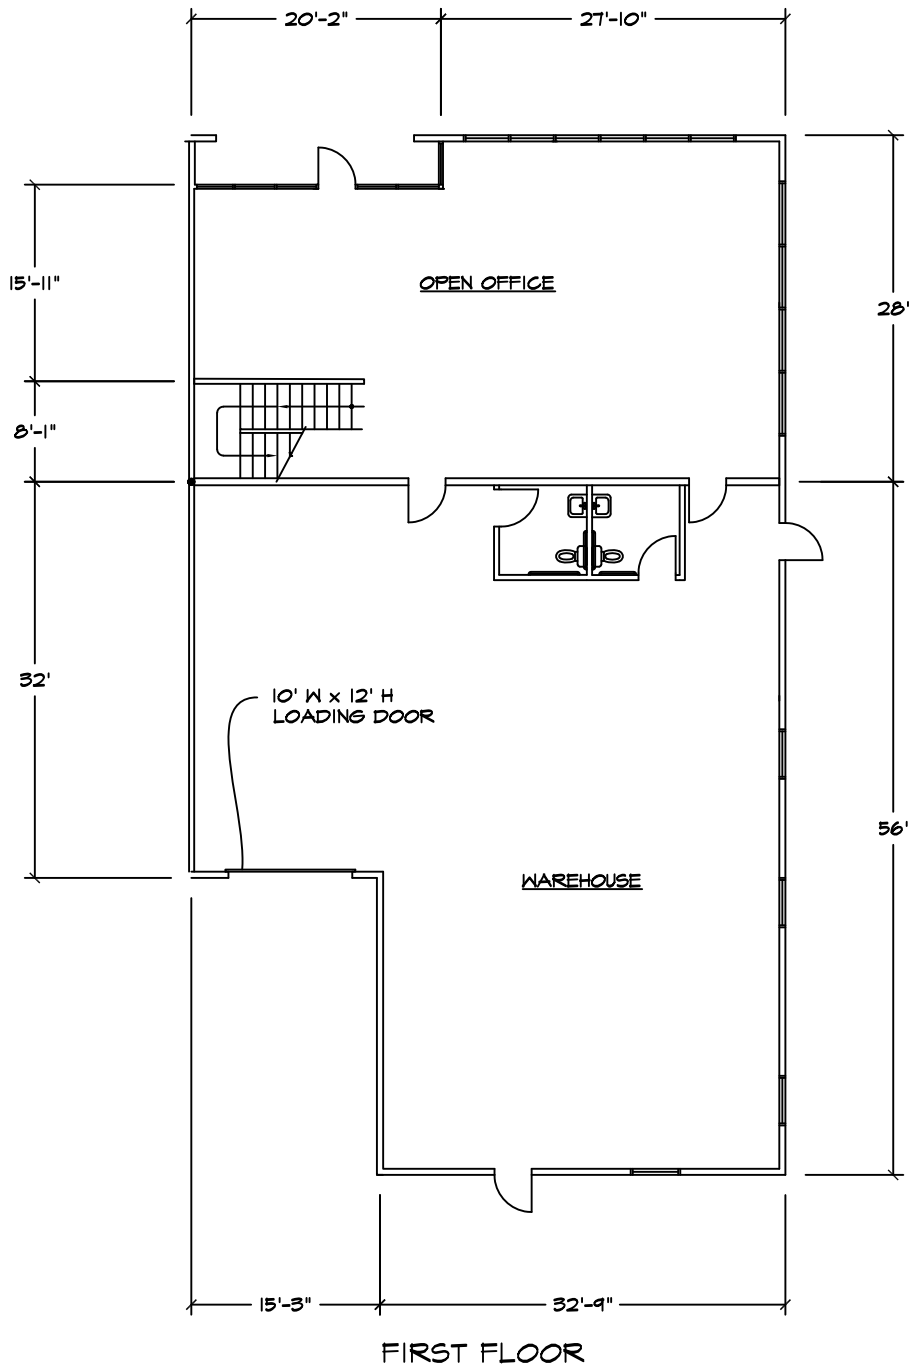 20'-2" 27'-10"
OPEN OFFICE
15'-11"
28'
8'-1"
32'
10' W x 12' H
LOADING DOOR
56'
WAREHOUSE
15'-3" 32'-9"
FIRST FLOOR